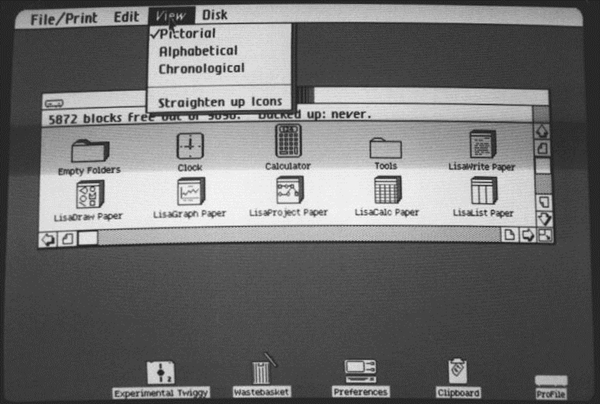 File/Print Edit View Disk
✓Pictorial
Alphabetical
Chronological
Straighten up Icons
5872 blocks free out of 9690. Backed up: never.
Empty Folders Clock Calculator Tools LisaWrite Paper
LisaDraw Paper LisaGraph Paper LisaProject Paper LisaCalc Paper LisaList Paper
Experimental Twiggy Wastebasket Preferences Clipboard ProFile